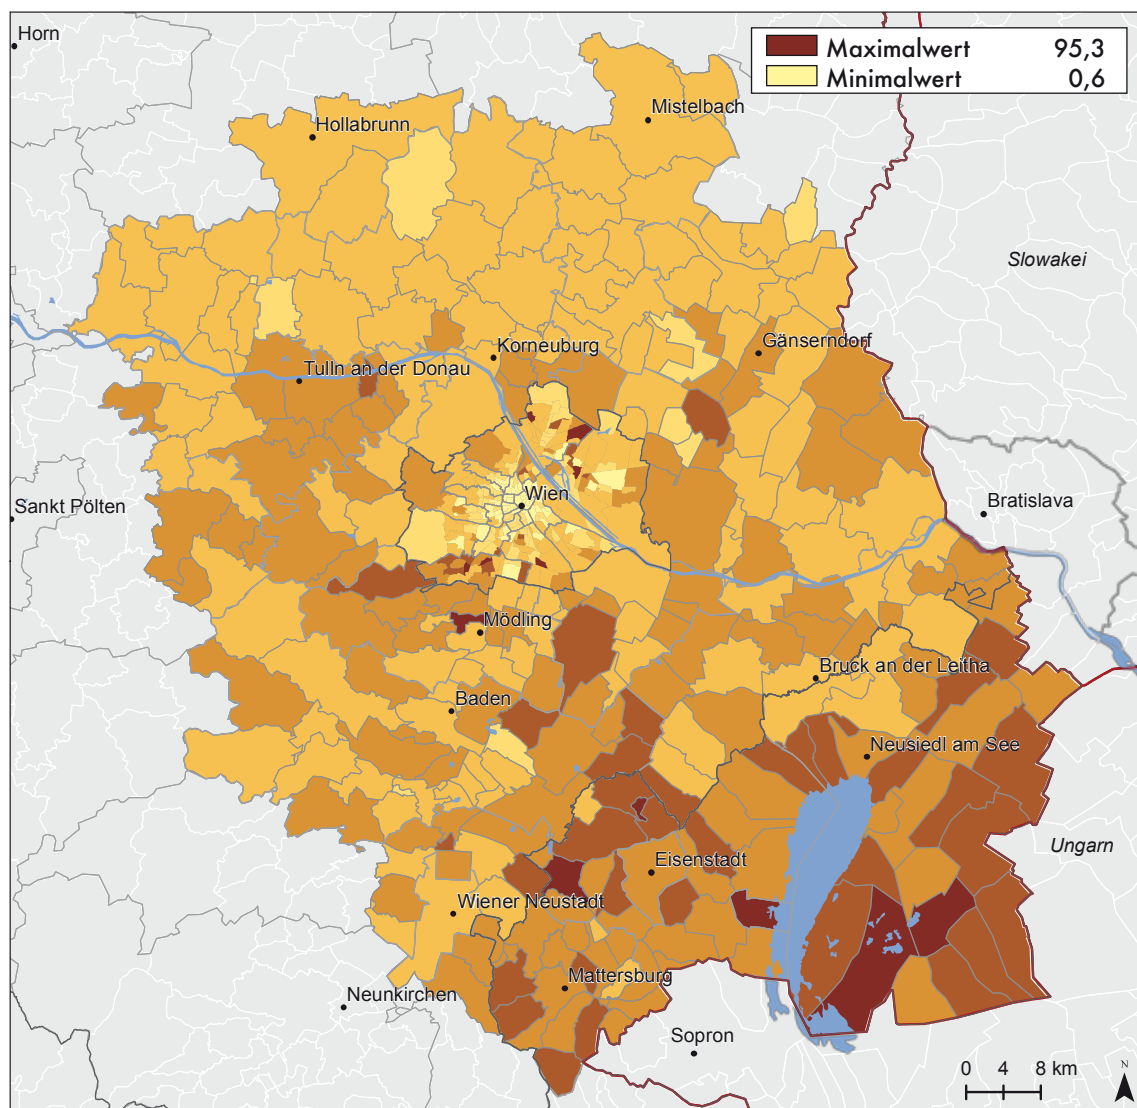 Horn
Maximalwert 95,3
Minimalwert 0,6
Mistelbach
Hollabrunn
Slowakei
Korneuburg
Gänserndorf
Tulln an der Donau
Wien
Bratislava
Sankt Pölten
Mödling
Bruck an der Leitha
Baden
Neusiedl am See
Ungarn
Eisenstadt
Wiener Neustadt
Mattersburg
Neunkirchen
Sopron
N
0 4 8 km